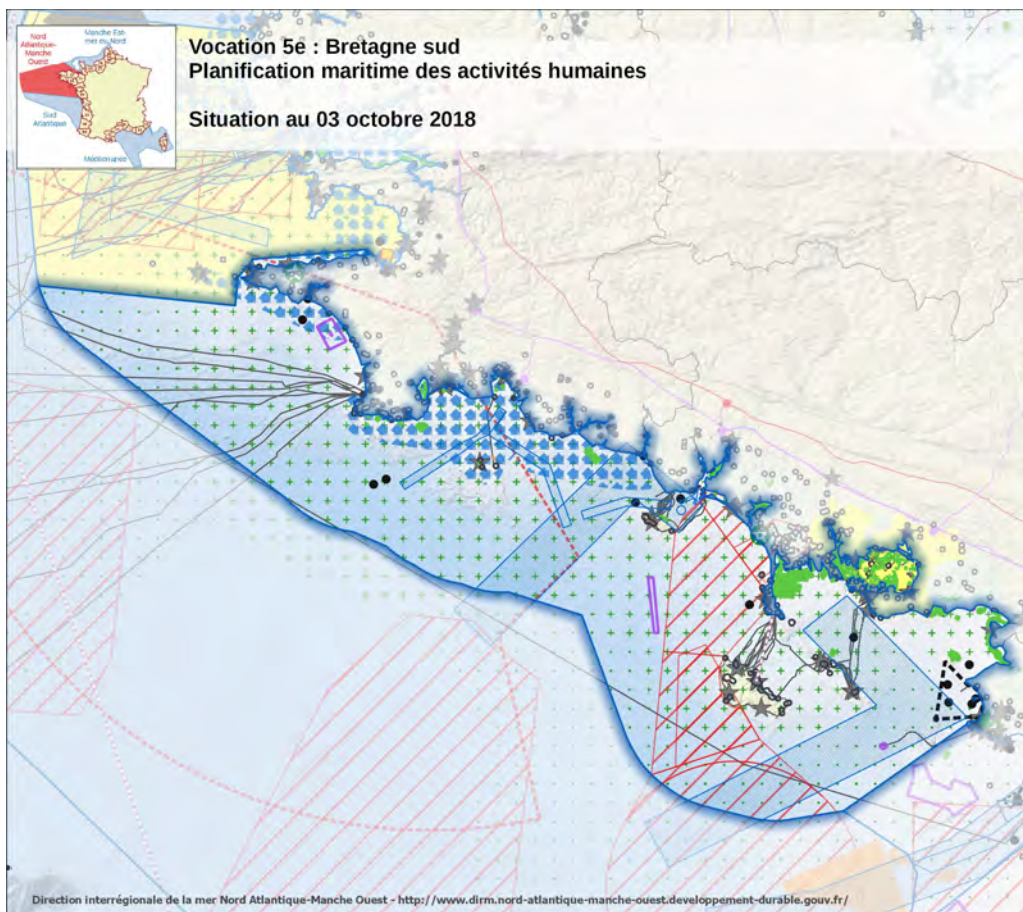 Nord
Atlantique-
Manche
Ouest
Manche Est-
mer du Nord
Sud
Atlantique
Méditerranée
Vocation 5e : Bretagne sud
Planification maritime des activités humaines
Situation au 03 octobre 2018
Direction interrégionale de la mer Nord Atlantique-Manche Ouest - http://www.dirm.nord-atlantique-manche-ouest.developpement-durable.gouv.fr/